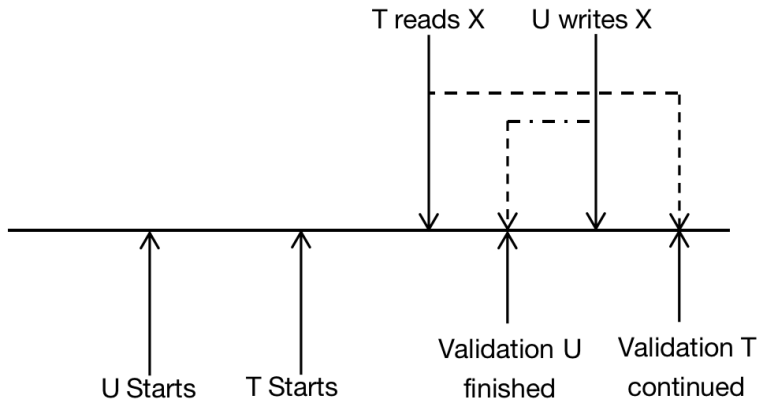 T reads X
U writes X
U Starts
T Starts
Validation U
finished
Validation T
continued